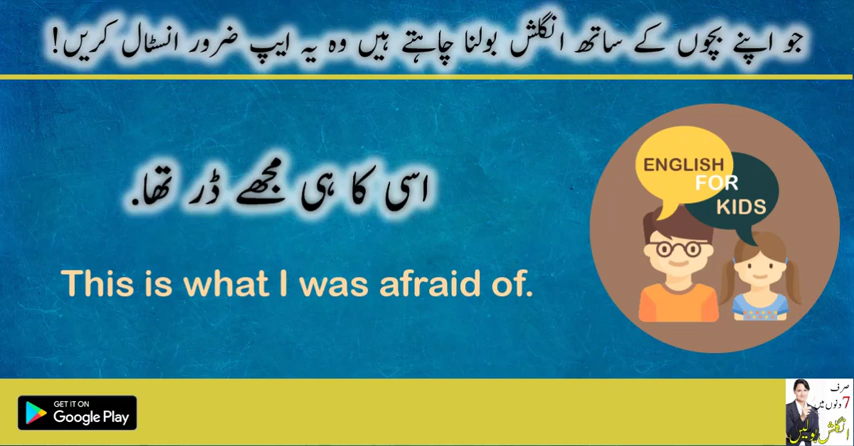 جو اپنے بچوں کے ساتھ انگلش بولنا چاہتے ہیں وہ یہ ایپ ضرور انسٹال کریں!
ENGLISH
FOR
KIDS
اسی کا ہی مجھے ڈر تھا.
This is what I was afraid of.
GET IT ON
Google Play
صرف
7 دنوں میں
انگلش بولیں